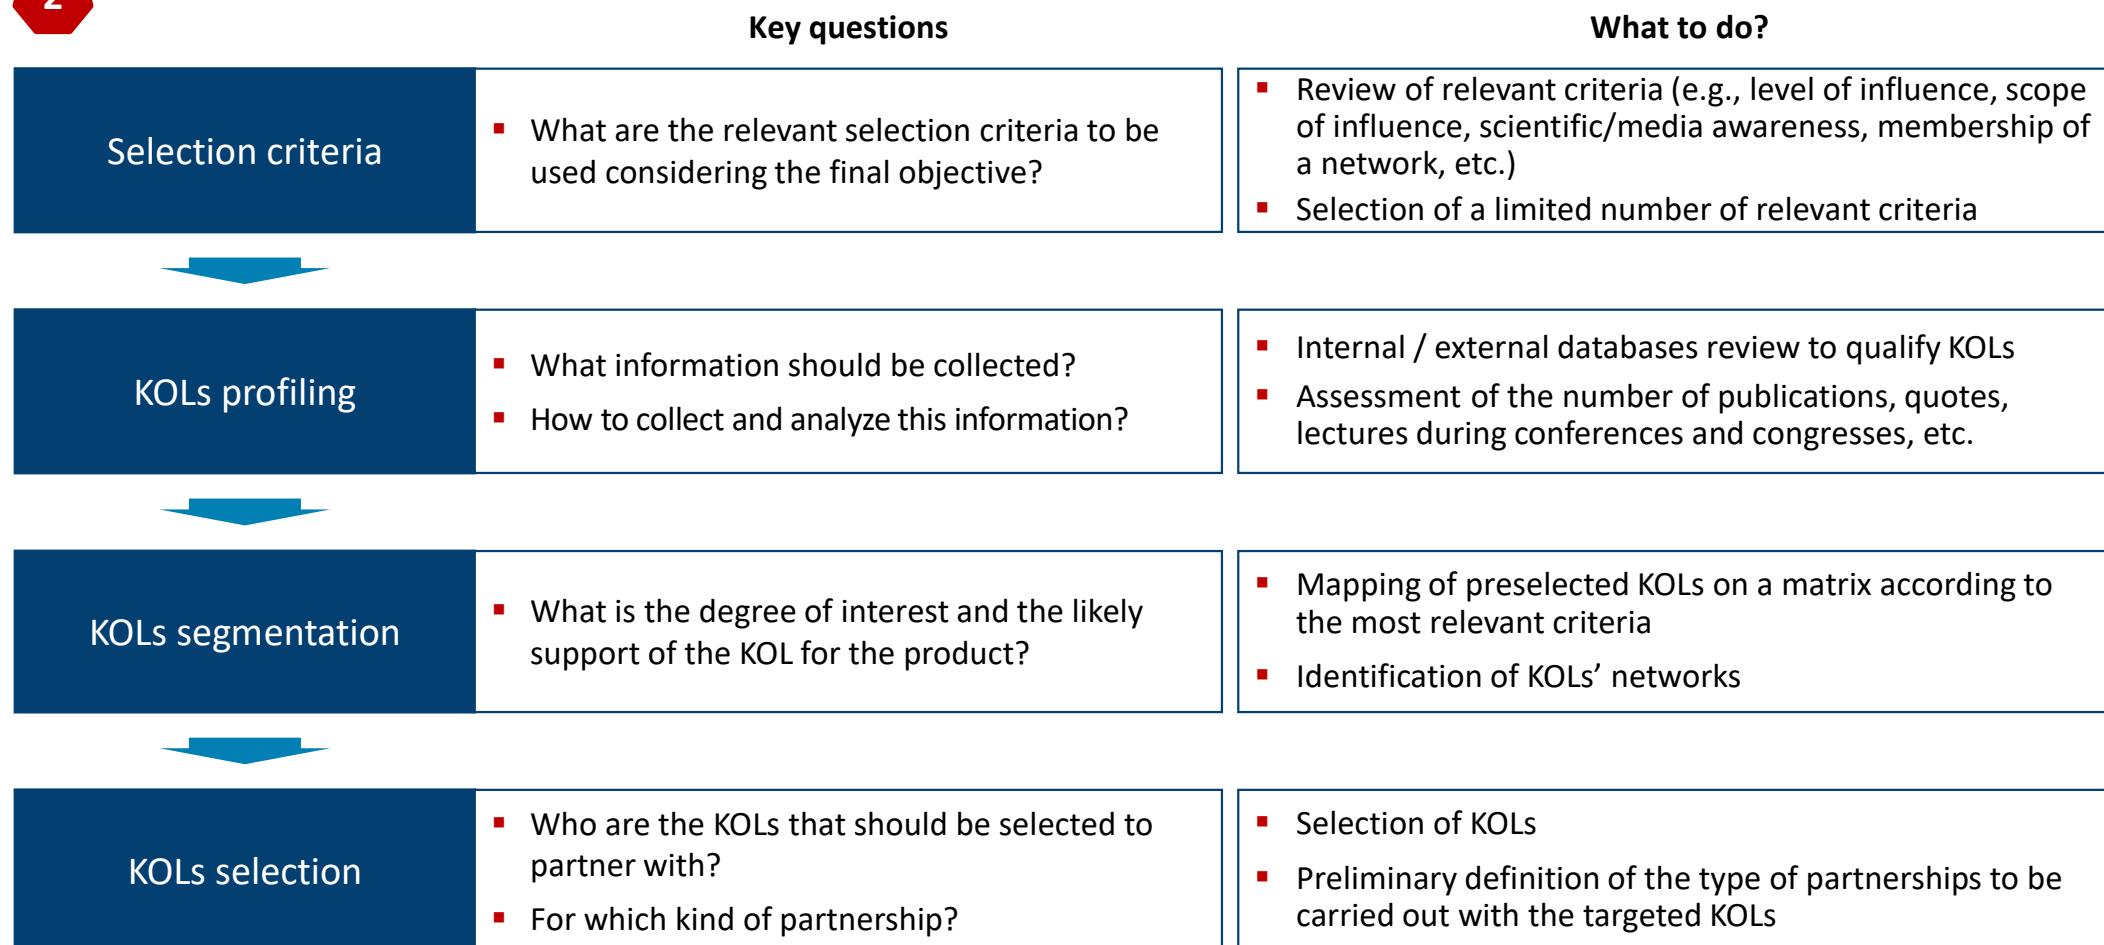 2
Key questions
What to do?
Selection criteria
▪ What are the relevant selection criteria to be
used considering the final objective?
▪ Review of relevant criteria (e.g., level of influence, scope
of influence, scientific/media awareness, membership of
a network, etc.)
▪ Selection of a limited number of relevant criteria
KOLs profiling
▪ What information should be collected?
▪ How to collect and analyze this information?
▪ Internal / external databases review to qualify KOLs
▪ Assessment of the number of publications, quotes,
lectures during conferences and congresses, etc.
KOLs segmentation
▪ What is the degree of interest and the likely
support of the KOL for the product?
▪ Mapping of preselected KOLs on a matrix according to
the most relevant criteria
▪ Identification of KOLs’ networks
KOLs selection
▪ Who are the KOLs that should be selected to
partner with?
▪ For which kind of partnership?
▪ Selection of KOLs
▪ Preliminary definition of the type of partnerships to be
carried out with the targeted KOLs